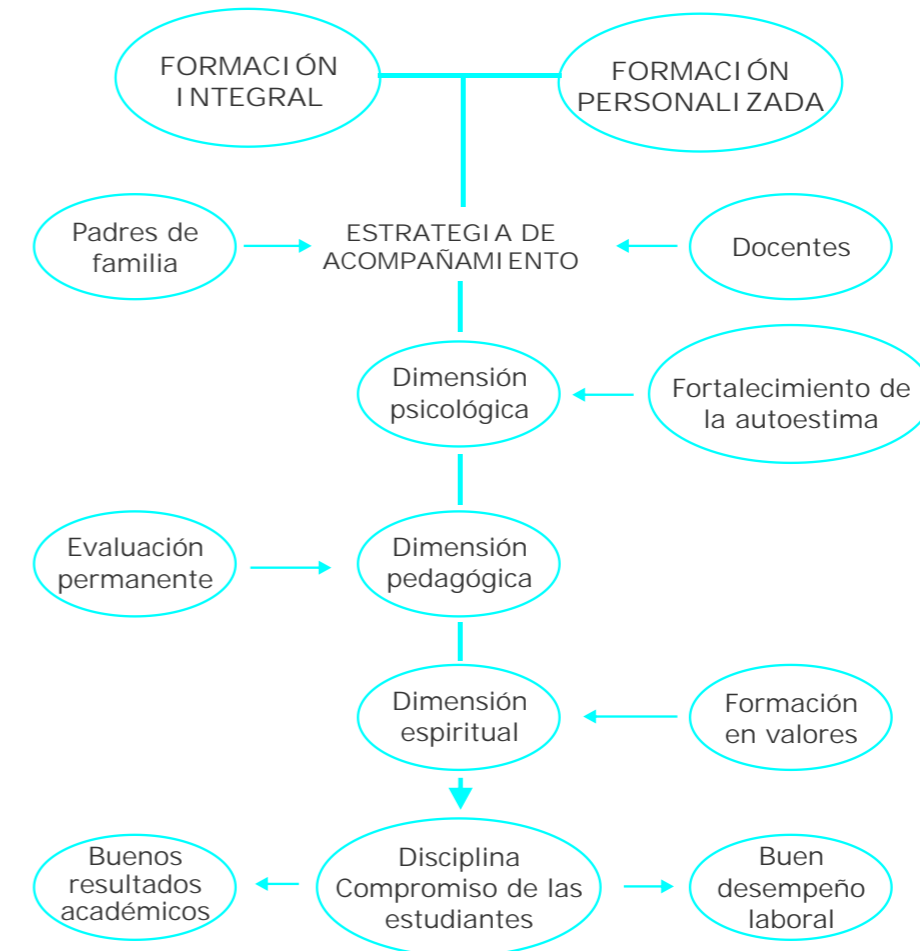 FORMACIÓN
INTEGRAL
FORMACIÓN
PERSONALIZADA
Padres de
familia
ESTRATEGIA DE
ACOMPAÑAMIENTO
Docentes
Dimensión
psicológica
Fortalecimiento de
la autoestima
Evaluación
permanente
Dimensión
pedagógica
Dimensión
espiritual
Formación
en valores
Buenos
resultados
académicos
Disciplina
Compromiso de las
estudiantes
Buen
desempeño
laboral